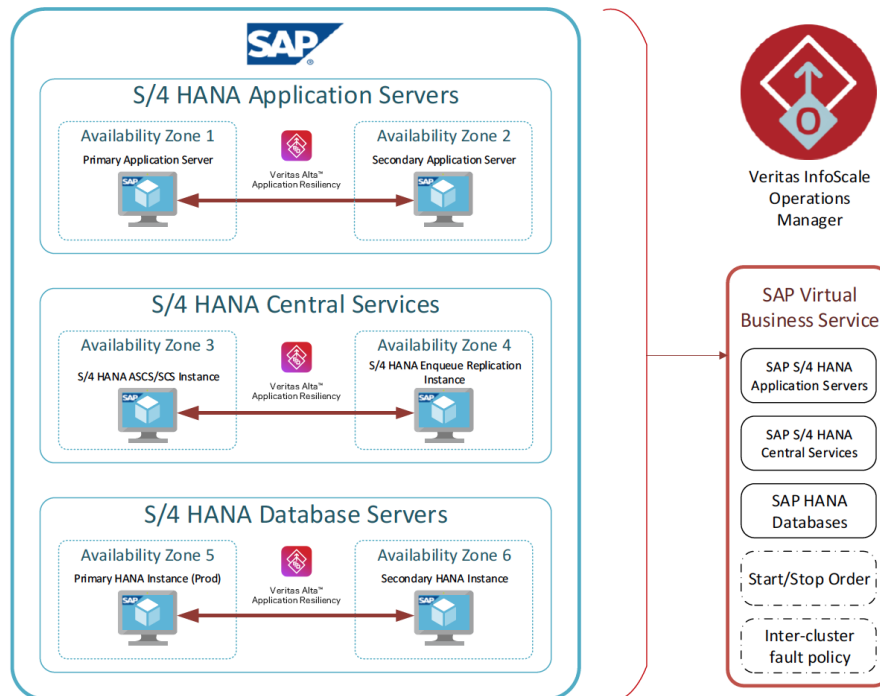 SAP
®
S/4 HANA Application Servers
Availability Zone 1
Primary Application Server
SAP
Veritas Alta™
Application Resiliency
Availability Zone 2
Secondary Application Server
SAP
S/4 HANA Central Services
Availability Zone 3
S/4 HANA ASCS/SCS Instance
SAP
Veritas Alta™
Application Resiliency
Availability Zone 4
S/4 HANA Enqueue Replication
Instance
SAP
S/4 HANA Database Servers
Availability Zone 5
Primary HANA Instance (Prod)
SAP
Veritas Alta™
Application Resiliency
Availability Zone 6
Secondary HANA Instance
SAP
O
Veritas InfoScale
Operations
Manager
SAP Virtual
Business Service
SAP S/4 HANA
Application Servers
SAP S/4 HANA
Central Services
SAP HANA
Databases
Start/Stop Order
Inter-cluster
fault policy